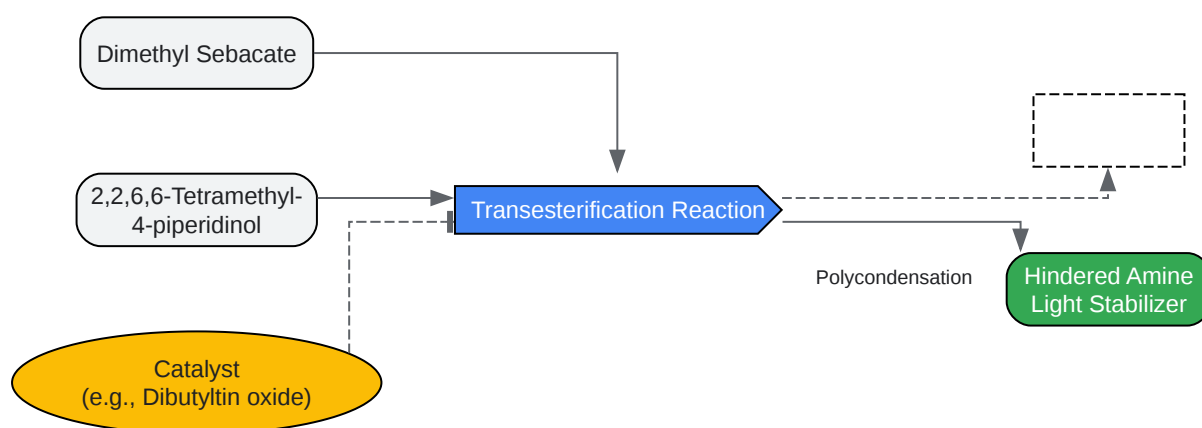 Dimethyl Sebacate
2,2,6,6-Tetramethyl-
4-piperidinol
Transesterification Reaction
Polycondensation
Hindered Amine
Light Stabilizer
Catalyst
(e.g., Dibutyltin oxide)